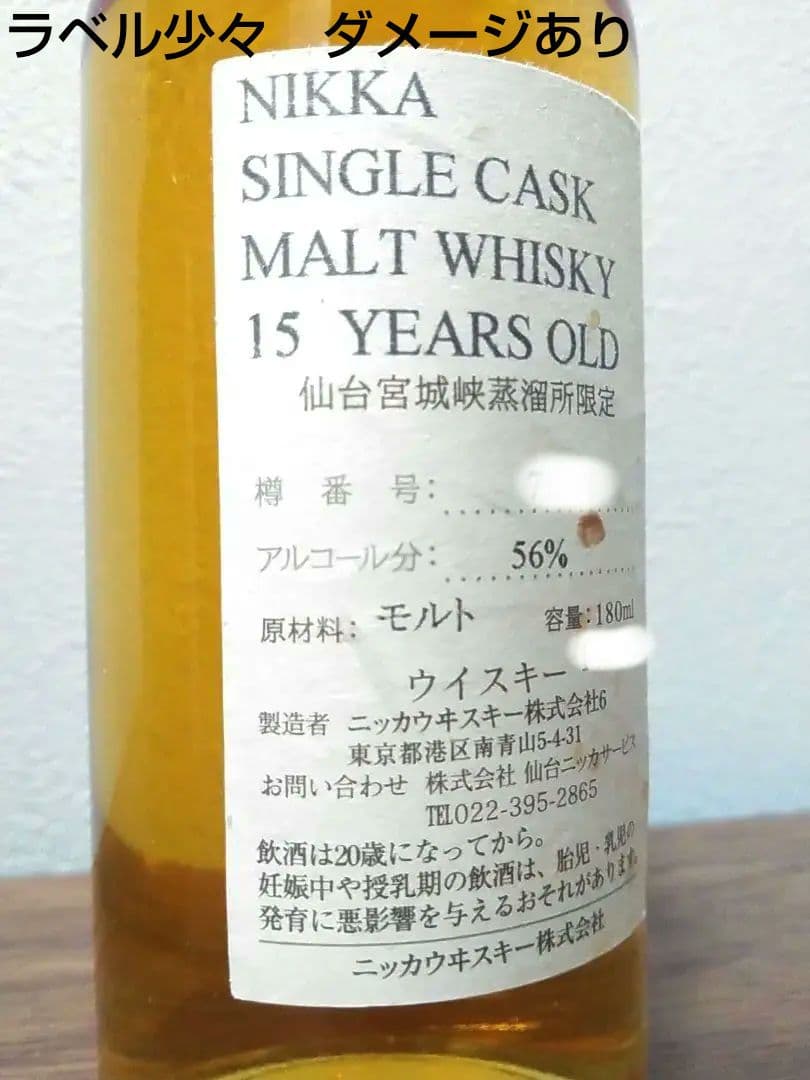 ラベル少々　ダメージあり
NIKKA
SINGLE CASK
MALT WHISKY
15 YEARS OLD
仙台宮城峡蒸溜所限定
樽番号:
アルコール分: 56%
原材料: モルト 容量:180ml
ウイスキー
製造者 ニッカウヰスキー株式会社6
東京都港区南青山5-4-31
お問い合わせ 株式会社 仙台ニッカサービス
TEL022-395-2865
飲酒は20歳になってから。
妊娠中や授乳期の飲酒は、胎児・乳児の
発育に悪影響を与えるおそれがあります。
ニッカウヰスキー株式会社